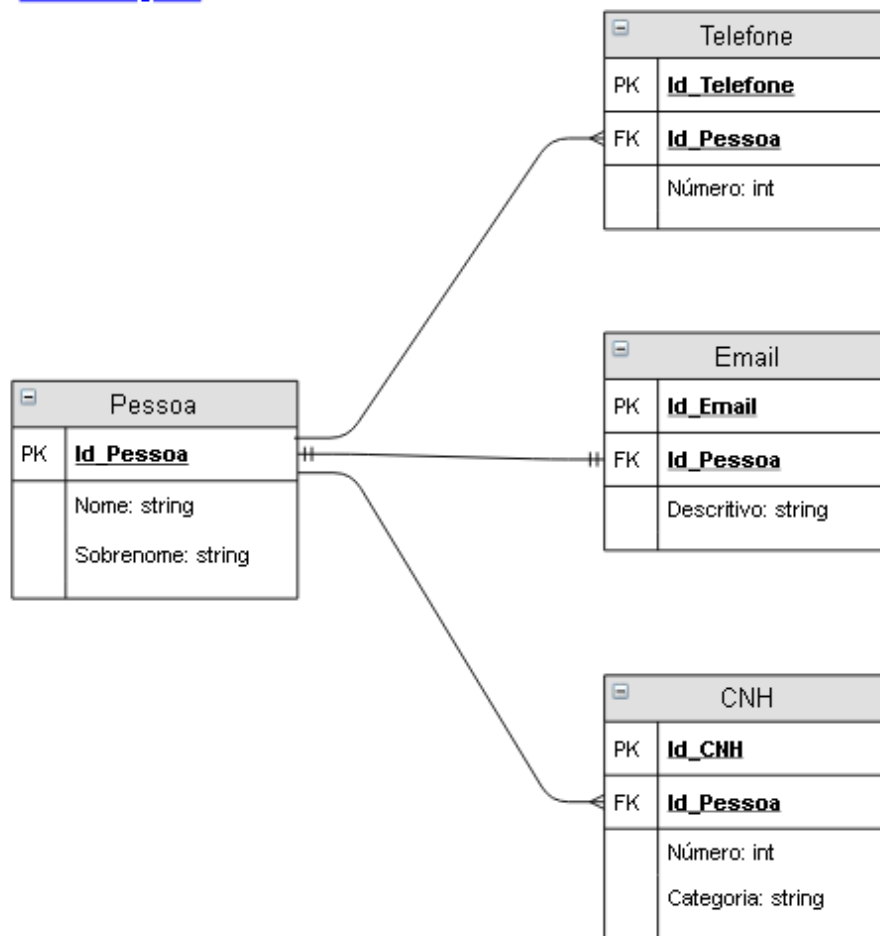 Telefone
PK Id_Telefone
FK Id_Pessoa
Número: int
Email
PK Id_Email
FK Id_Pessoa
Descritivo: string
Pessoa
PK Id_Pessoa
Nome: string
Sobrenome: string
CNH
PK Id_CNH
FK Id_Pessoa
Número: int
Categoria: string